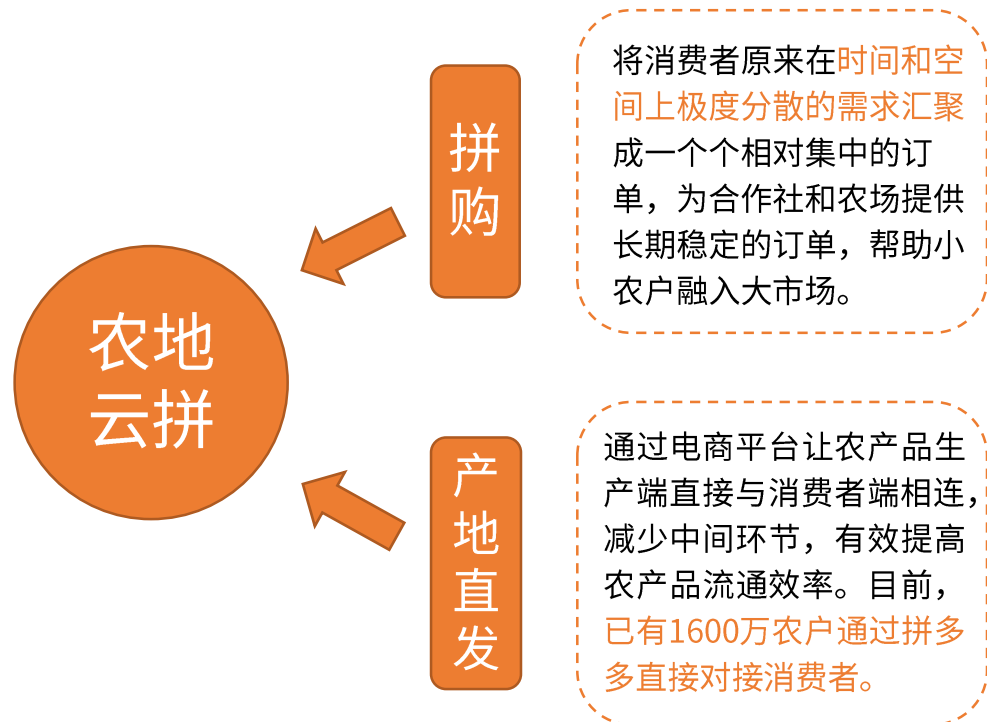 农地
云拼
拼
购
将消费者原来在时间和空
间上极度分散的需求汇聚
成一个个相对集中的订
单，为合作社和农场提供
长期稳定的订单，帮助小
农户融入大市场。
产
地
直
发
通过电商平台让农产品生
产端直接与消费者端相连，
减少中间环节，有效提高
农产品流通效率。目前，
已有1600万农户通过拼多
多直接对接消费者。